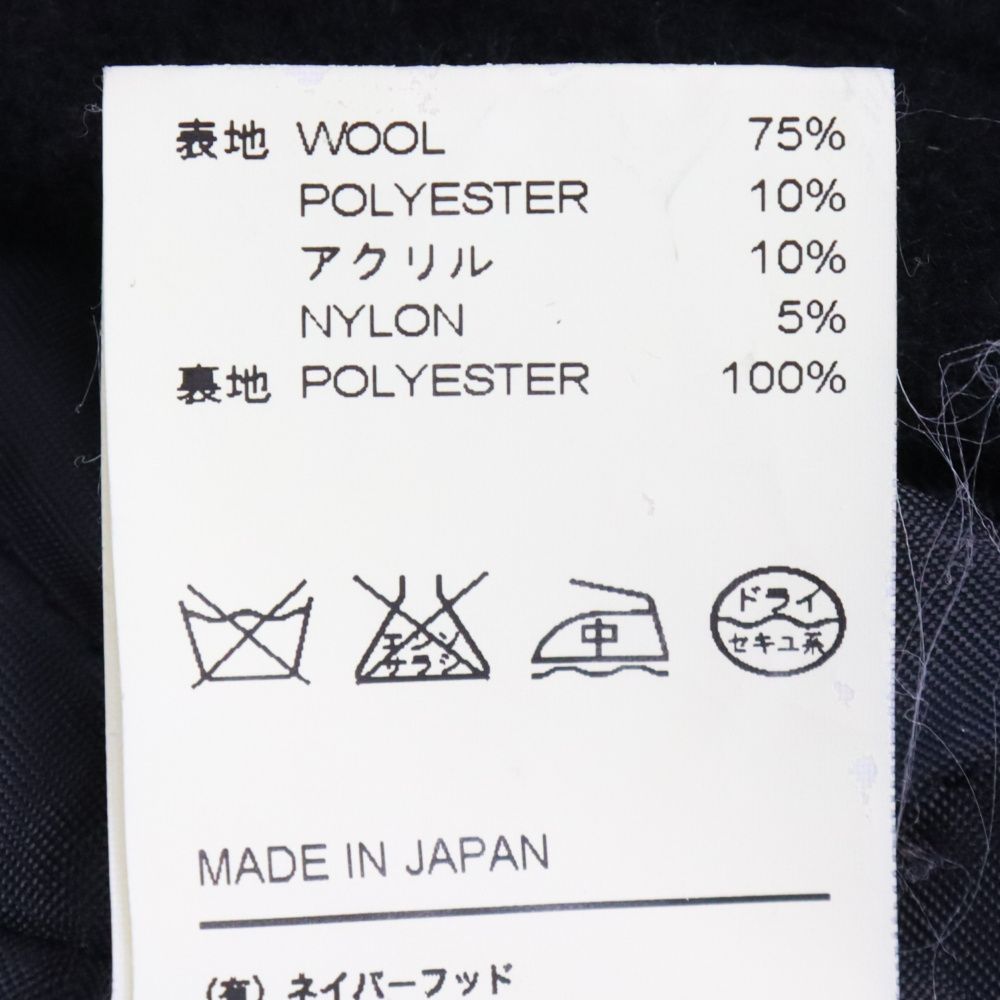 表地 WOOL 75%
POLYESTER 10%
アクリル 10%
NYLON 5%
裏地 POLYESTER 100%
エンソ
サラシ
中
ドライ
セキユ系
MADE IN JAPAN
(有) ネイバーフッド